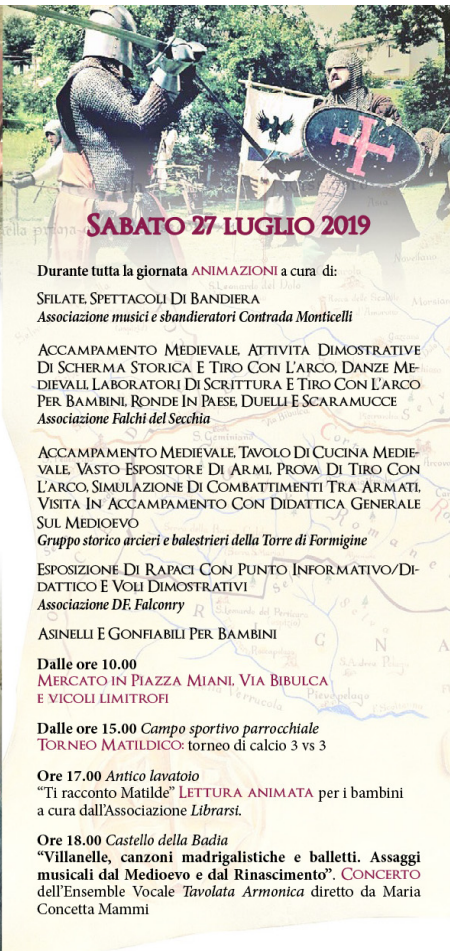 SABATO 27 LUGLIO 2019
Durante tutta la giornata ANIMAZIONI a cura di:
SFILATE, SPETTACOLI DI BANDIERA
Associazione musici e sbandieratori Contrada Monticelli
ACCAMPAMENTO MEDIEVALE, ATTIVITA DIMOSTRATIVE
DI SCHERMA STORICA E TIRO CON L'ARCO, DANZE ME-
DIEVALI, LABORATORI DI SCRITTURA E TIRO CON L'ARCO
PER BAMBINI, RONDE IN PAESE, DUELLI E SCARAMUCCE
Associazione Falchi del Secchia
ACCAMPAMENTO MEDIEVALE, TAVOLO DI CUCINA MEDIE-
VALE, VASTO ESPOSITORE DI ARMI, PROVA DI TIRO CON
L'ARCO, SIMULAZIONE DI COMBATTIMENTI TRA ARMATI,
VISITA IN ACCAMPAMENTO CON DIDATTICA GENERALE
SUL MEDIOEVO
Gruppo storico arcieri e balestrieri della Torre di Formigine
ESPOSIZIONE DI RAPACI CON PUNTO INFORMATIVO/DI-
DATTICO E VOLI DIMOSTRATIVI
Associazione DF. Falconry
ASINELLI E GONFIABILI PER BAMBINI
Dalle ore 10.00
MERCATO IN PIAZZA MIANI, VIA BIBULCA
E VICOLI LIMITROFI
Dalle ore 15.00 Campo sportivo parrocchiale
TORNEO MATILDICO: torneo di calcio 3 vs 3
Ore 17.00 Antico lavatoio
"Ti racconto Matilde" LETTURA ANIMATA per i bambini
a cura dall'Associazione Librarsi.
Ore 18.00 Castello della Badia
"Villanelle, canzoni madrigalistiche e balletti. Assaggi
musicali dal Medioevo e dal Rinascimento". CONCERTO
dell'Ensemble Vocale Tavolata Armonica diretto da Maria
Concetta Mammi